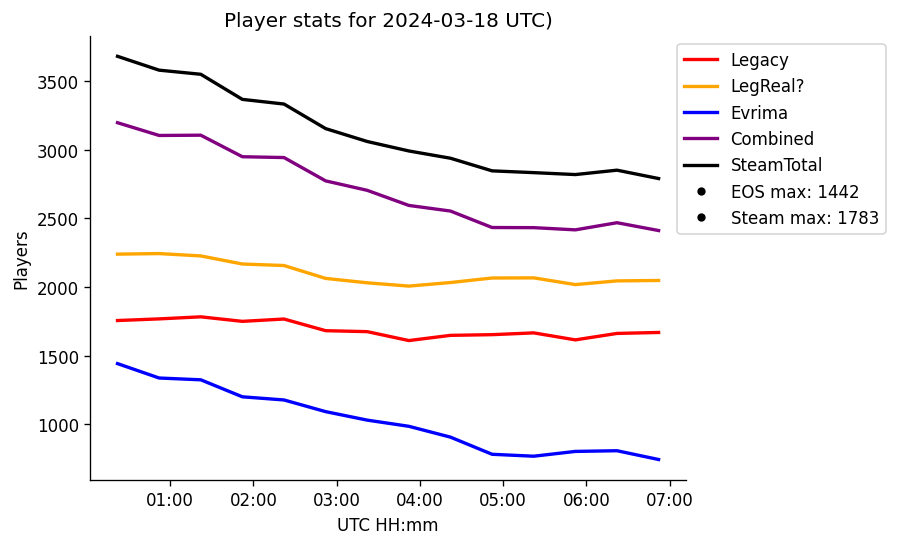 Player stats for 2024-03-18 UTC)
Legacy
LegReal?
Evrima
Combined
SteamTotal
EOS max: 1442
Steam max: 1783
Players
3500
3000
2500
2000
1500
1000
01:00 02:00 03:00 04:00 05:00 06:00 07:00
UTC HH:mm